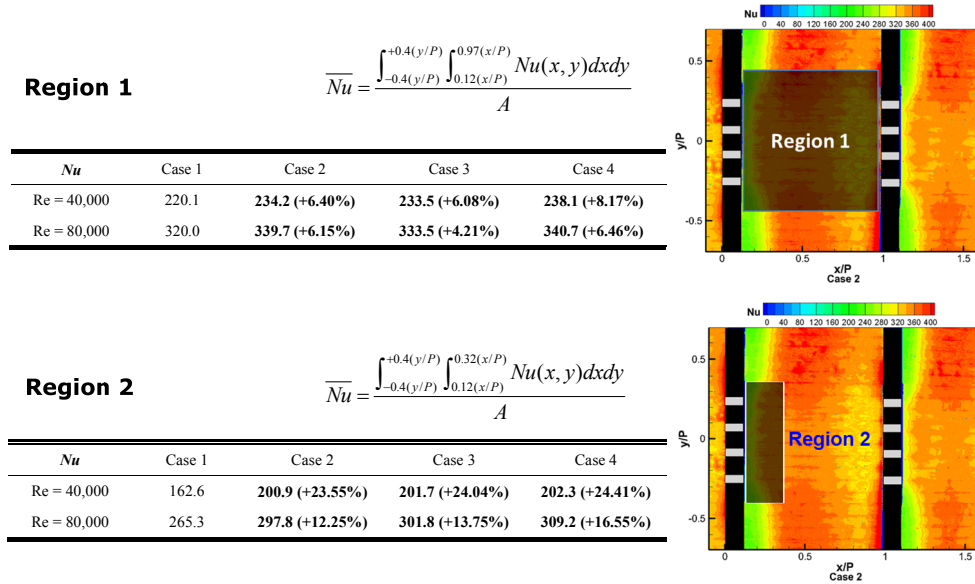 Region 1
\overline{Nu} = \frac{\int_{-0.4(y/P)}^{+0.4(y/P)} \int_{0.12(x/P)}^{0.97(x/P)} Nu(x, y)dxdy}{A}
Nu Case 1 Case 2 Case 3 Case 4
Re = 40,000 220.1 234.2 (+6.40%) 233.5 (+6.08%) 238.1 (+8.17%)
Re = 80,000 320.0 339.7 (+6.15%) 333.5 (+4.21%) 340.7 (+6.46%)
Nu 0 40 80 120 160 200 240 280 320 360 400
0.5
0
-0.5
y/P
Region 1
0 0.5 1 1.5
x/P
Case 2
Region 2
\overline{Nu} = \frac{\int_{-0.4(y/P)}^{+0.4(y/P)} \int_{0.12(x/P)}^{0.32(x/P)} Nu(x, y)dxdy}{A}
Nu Case 1 Case 2 Case 3 Case 4
Re = 40,000 162.6 200.9 (+23.55%) 201.7 (+24.04%) 202.3 (+24.41%)
Re = 80,000 265.3 297.8 (+12.25%) 301.8 (+13.75%) 309.2 (+16.55%)
Nu 0 40 80 120 160 200 240 280 320 360 400
0.5
0
-0.5
y/P
Region 2
0 0.5 1 1.5
x/P
Case 2